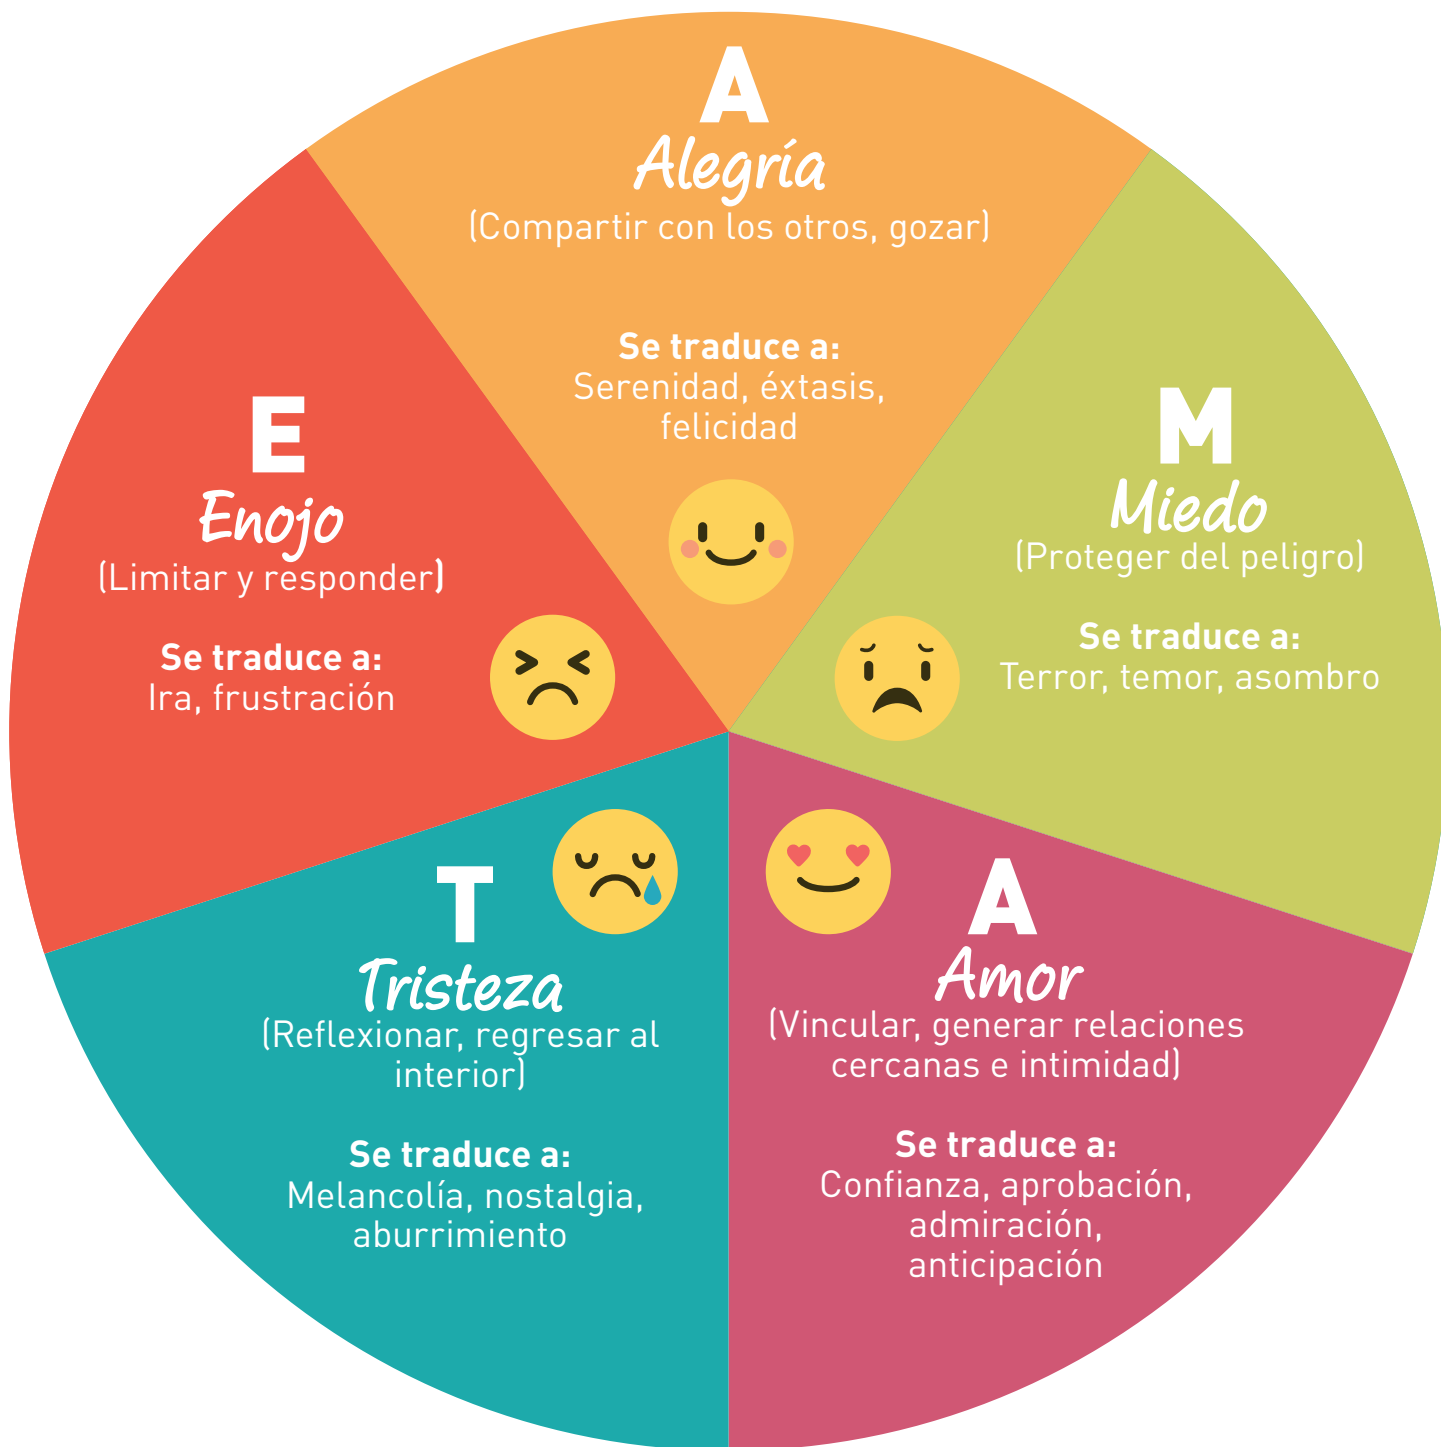 A
Alegría
(Compartir con los otros, gozar)
Se traduce a:
Serenidad, éxtasis,
felicidad
M
Miedo
(Proteger del peligro)
Se traduce a:
Terror, temor, asombro
A
Amor
(Vincular, generar relaciones
cercanas e intimidad)
Se traduce a:
Confianza, aprobación,
admiración,
anticipación
T
Tristeza
(Reflexionar, regresar al
interior)
Se traduce a:
Melancolía, nostalgia,
aburrimiento
E
Enojo
(Limitar y responder)
Se traduce a:
Ira, frustración